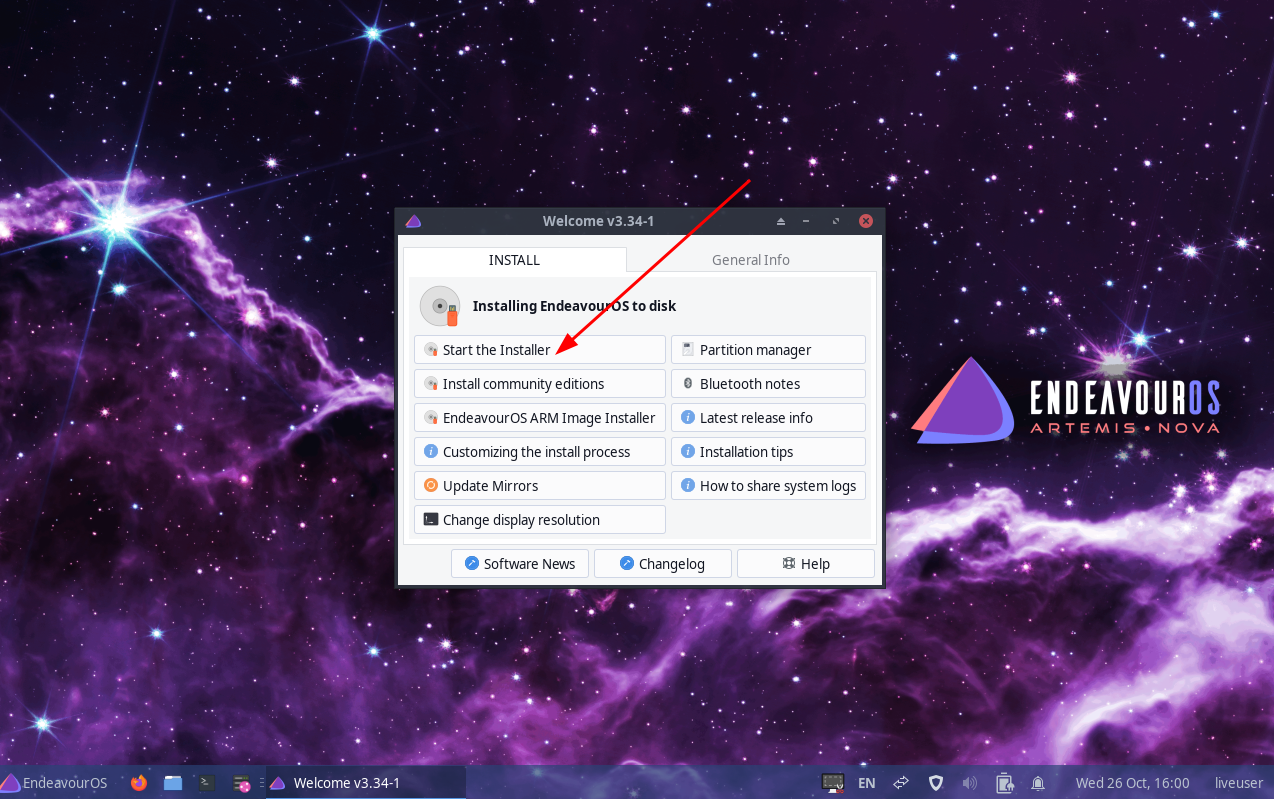 Welcome v3.34-1
INSTALL
General Info
Installing EndeavourOS to disk
Start the Installer
Partition manager
Install community editions
Bluetooth notes
EndeavourOS ARM Image Installer
Latest release info
Customizing the install process
Installation tips
Update Mirrors
How to share system logs
Change display resolution
Software News
Changelog
Help
ENDEAVOUROS
ARTEMIS • NOVA
EndeavourOS
Welcome v3.34-1
EN
Wed 26 Oct, 16:00
liveuser